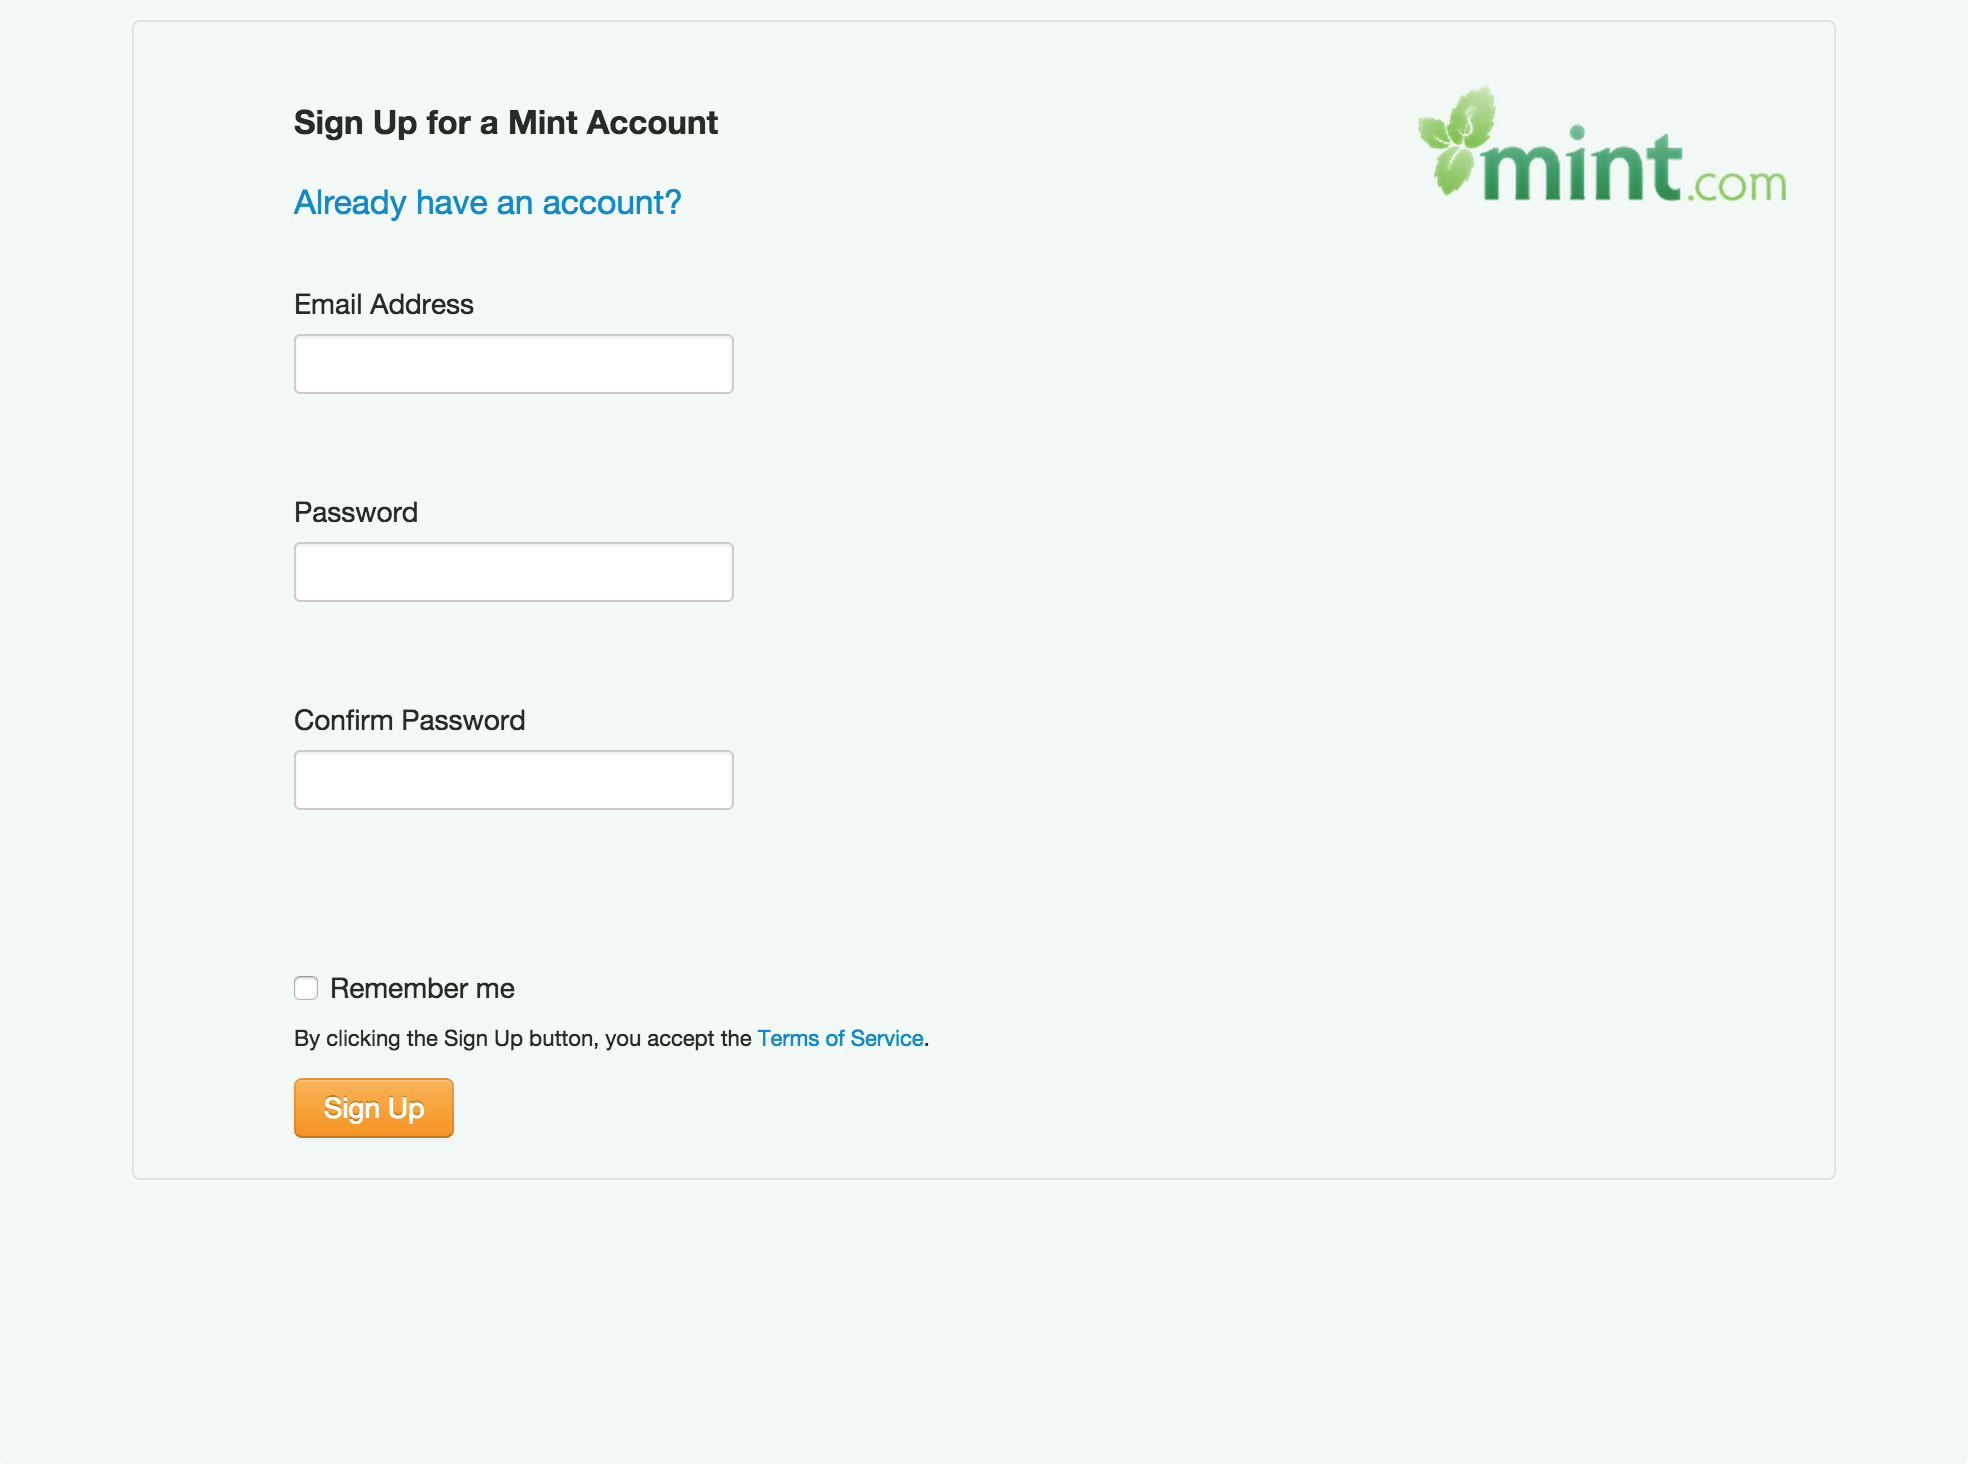 Sign Up for a Mint Account
mint.com
Already have an account?
Email Address
Password
Confirm Password
Remember me
By clicking the Sign Up button, you accept the Terms of Service.
Sign Up